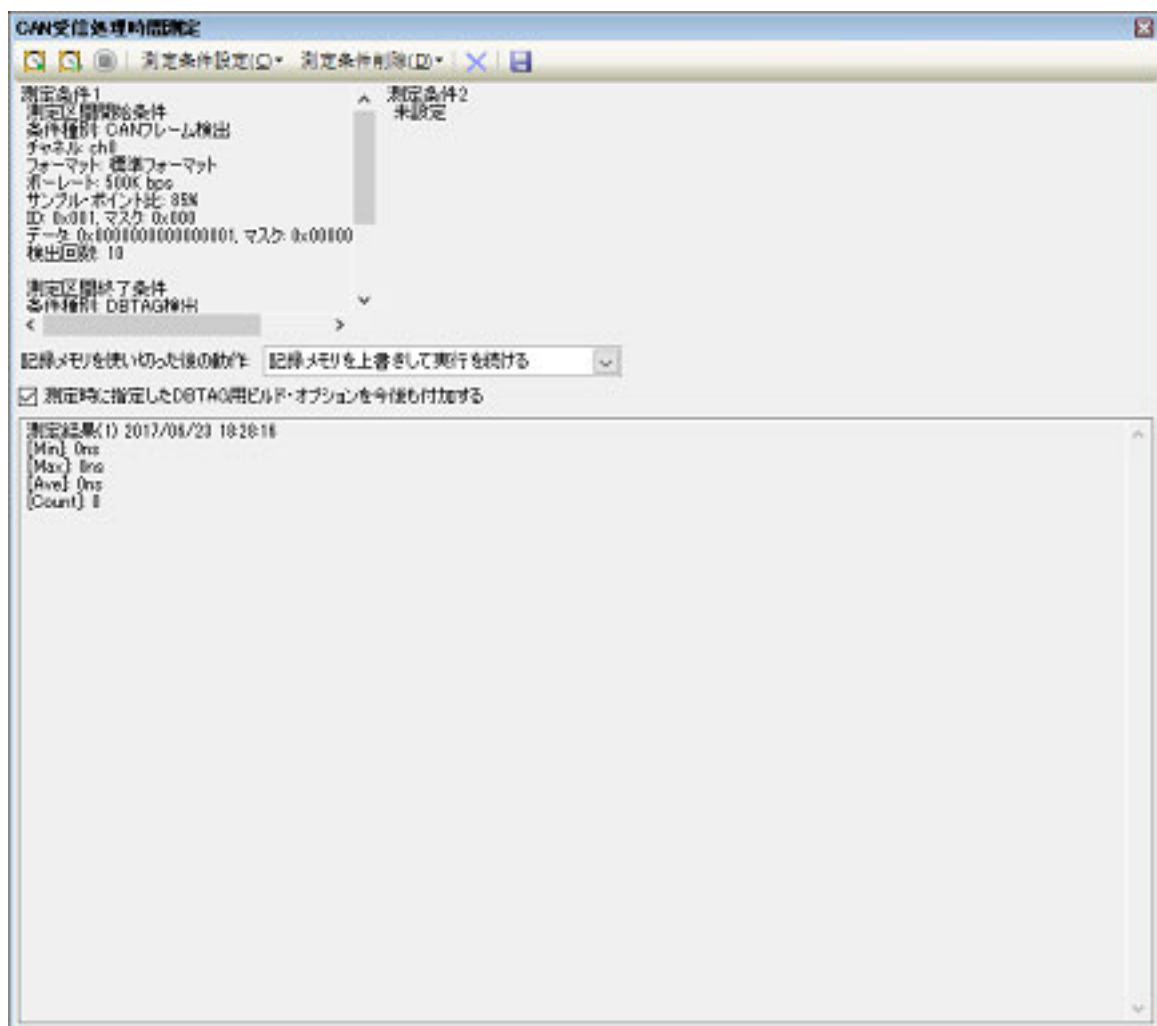 CAN受信処理時間測定
測定条件設定(C) 測定条件削除(D)
測定条件1
測定区間開始条件
条件種別: CANフレーム検出
チャネル: ch0
フォーマット: 標準フォーマット
ボーレート: 500K bps
サンプル・ポイント比: 85%
ID: 0x001, マスク: 0x000
データ: 0x0000000000000001, マスク: 0x00000
検出回数: 10
測定区間終了条件
条件種別: DBTAG検出
測定条件2
未設定
記録メモリを使い切った後の動作: 記録メモリを上書きして実行を続ける
測定時に指定したDBTAG用ビルド・オプションを今後も付加する
測定結果(1) 2017/06/23 18:28:16
[Min]: 0ns
[Max]: 0ns
[Ave]: 0ns
[Count]: 0